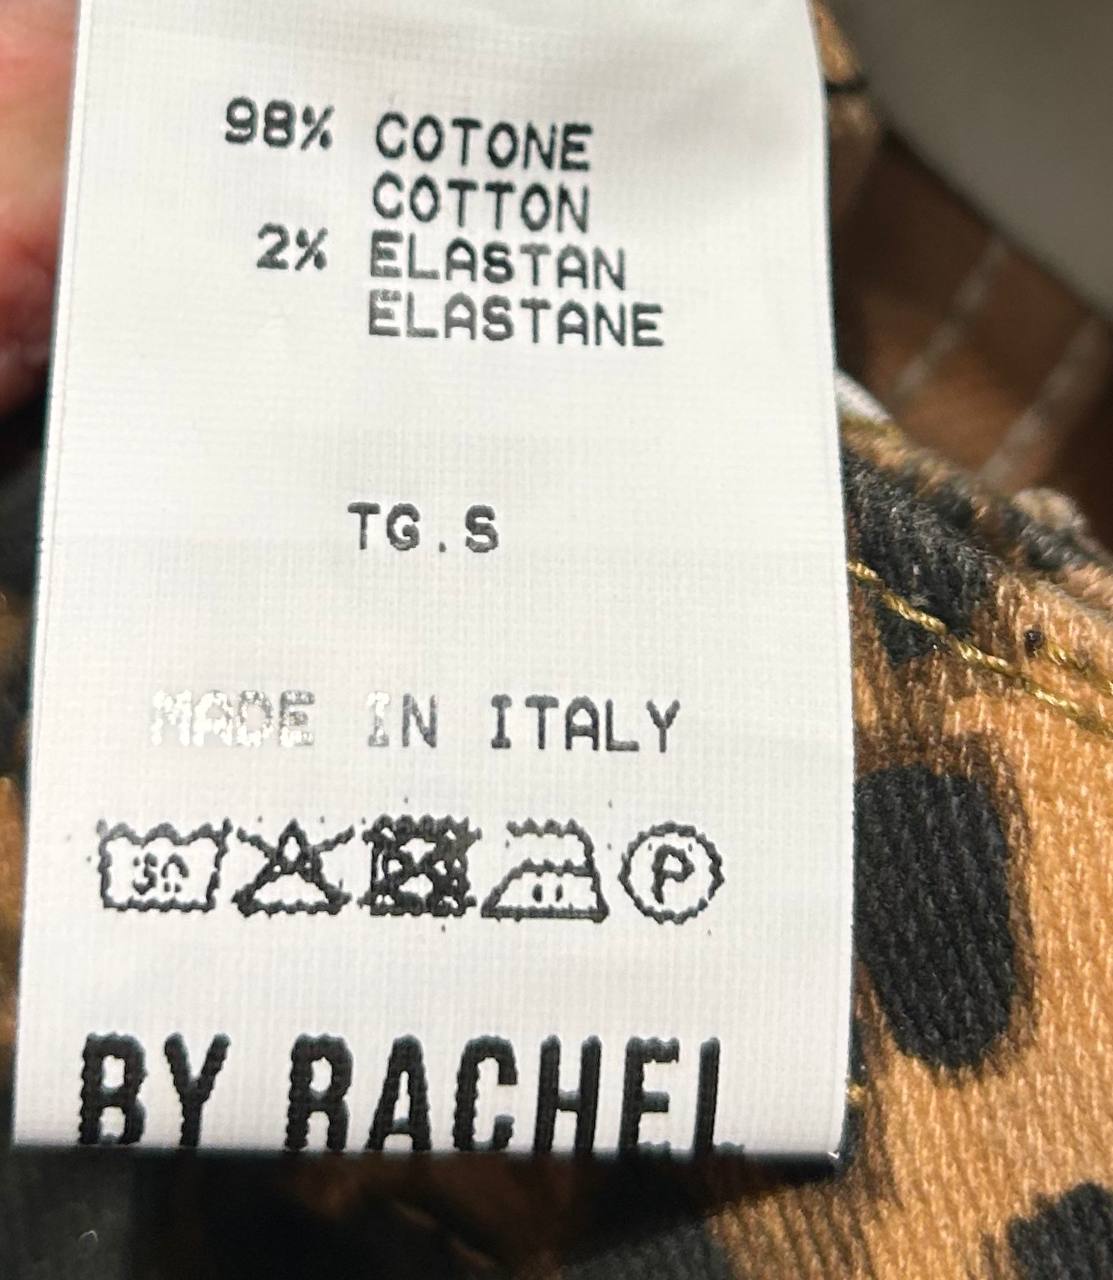 98% COTONE
COTTON
2% ELASTAN
ELASTANE
TG.S
MADE IN ITALY
30
P
BY RACHEL